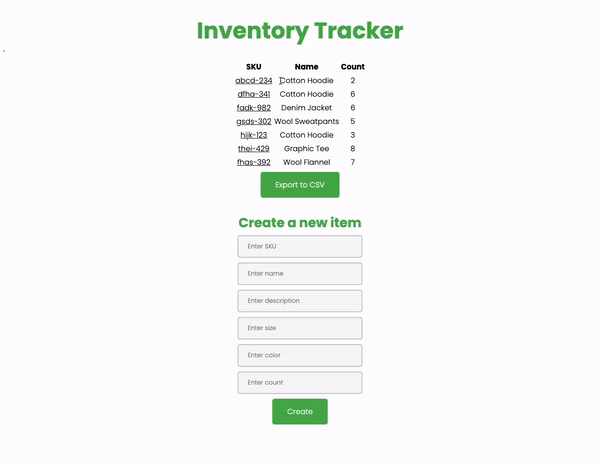 Inventory Tracker
SKU Name Count
abcd-234 Cotton Hoodie 2
dfha-341 Cotton Hoodie 6
fadk-982 Denim Jacket 6
gsds-302 Wool Sweatpants 5
hijk-123 Cotton Hoodie 3
thei-429 Graphic Tee 8
fhas-392 Wool Flannel 7
Export to CSV
Create a new item
Enter SKU
Enter name
Enter description
Enter size
Enter color
Enter count
Create